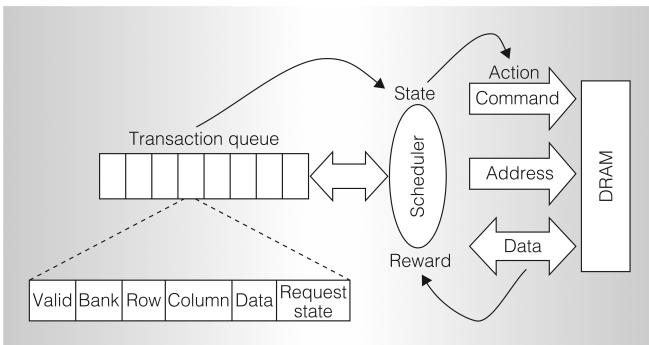 Action
State
Command
Transaction queue
Scheduler
Address
DRAM
Data
Reward
Valid Bank Row Column Data Request
state